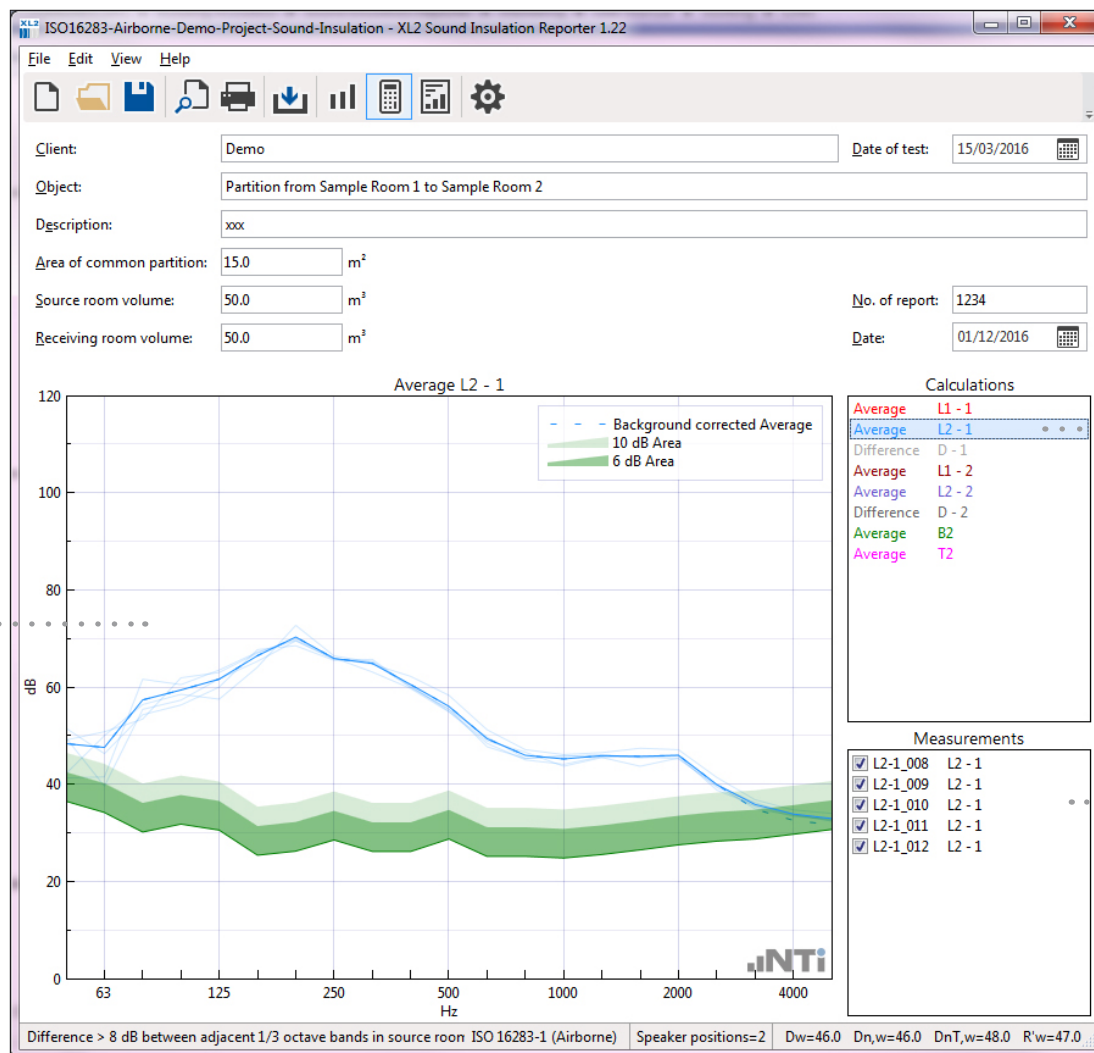 ISO16283-Airborne-Demo-Project-Sound-Insulation - XL2 Sound Insulation Reporter 1.22
File Edit View Help
Client: Demo Date of test: 15/03/2016
Object: Partition from Sample Room 1 to Sample Room 2
Description: xxx
Area of common partition: 15.0 m²
Source room volume: 50.0 m³ No. of report: 1234
Receiving room volume: 50.0 m³ Date: 01/12/2016
Average L2 - 1
Background corrected Average
10 dB Area
6 dB Area
120
100
80
60
40
20
0
dB
63 125 250 500 1000 2000 4000
Hz
NTi
Calculations
Average L1 - 1
Average L2 - 1
Difference D - 1
Average L1 - 2
Average L2 - 2
Difference D - 2
Average B2
Average T2
Measurements
L2-1_008 L2 - 1
L2-1_009 L2 - 1
L2-1_010 L2 - 1
L2-1_011 L2 - 1
L2-1_012 L2 - 1
Difference > 8 dB between adjacent 1/3 octave bands in source roon ISO 16283-1 (Airborne) Speaker positions=2 Dw=46.0 Dn,w=46.0 DnT,w=48.0 R'w=47.0